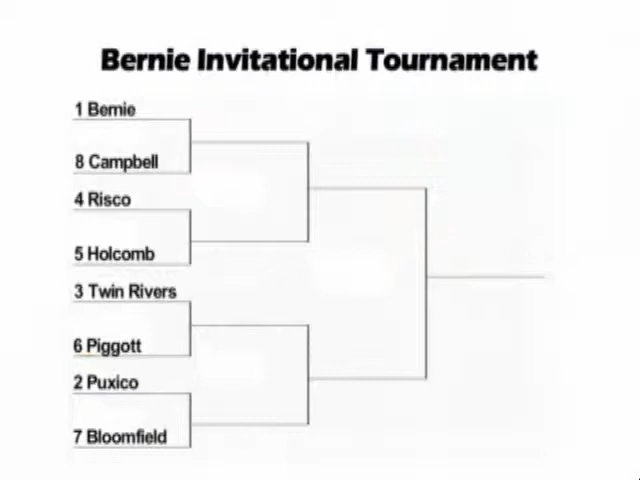 Bernie Invitational Tournament
1 Bernie
8 Campbell
4 Risco
5 Holcomb
3 Twin Rivers
6 Piggott
2 Puxico
7 Bloomfield